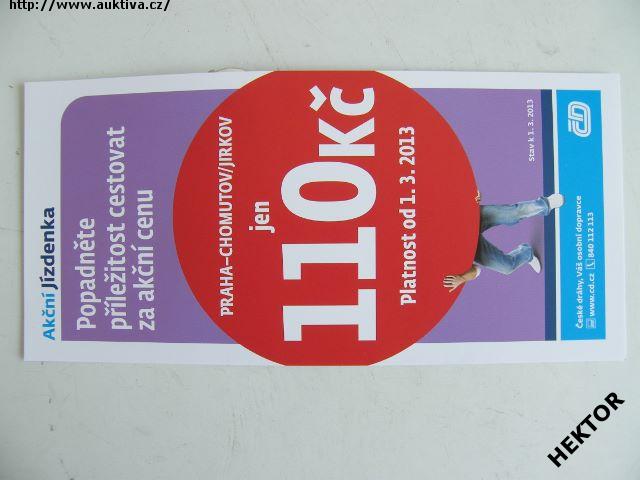 http://www.auktiva.cz/
Akční Jízdenka
Popadněte
příležitost cestovat
za akční cenu
PRAHA–CHOMUTOV/JIRKOV
jen
110Kč
Platnost od 1. 3. 2013
Stav k 1. 3. 2013
ČD
České dráhy, Váš osobní dopravce
www.cd.cz 840 112 113
HEKTOR